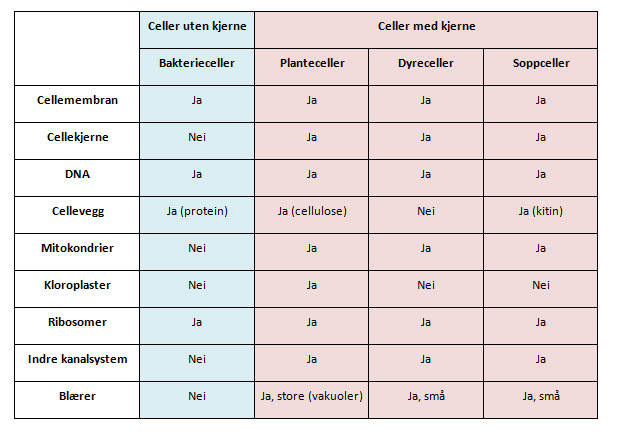 Celler uten kjerne Celler med kjerne
Bakterieceller Planteceller Dyreceller Soppceller
Cellemembran Ja Ja Ja Ja
Cellekjerne Nei Ja Ja Ja
DNA Ja Ja Ja Ja
Cellevegg Ja (protein) Ja (cellulose) Nei Ja (kitin)
Mitokondrier Nei Ja Ja Ja
Kloroplaster Nei Ja Nei Nei
Ribosomer Ja Ja Ja Ja
Indre kanalsystem Nei Ja Ja Ja
Blærer Nei Ja, store (vakuoler) Ja, små Ja, små